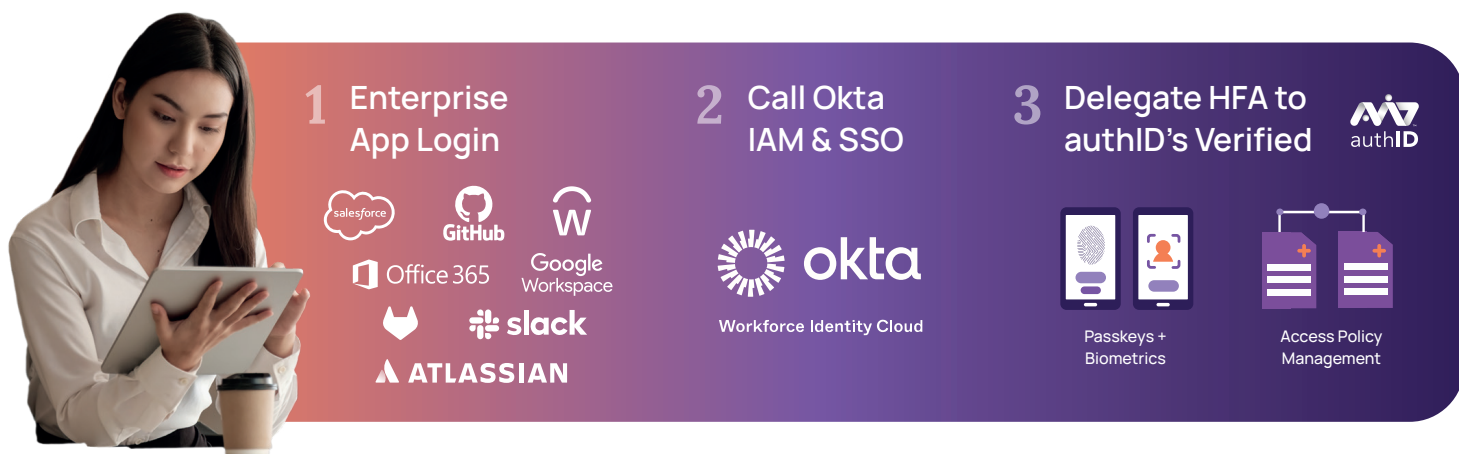 1 Enterprise
App Login
salesforce
GitHub
W
Office 365
Google
Workspace
slack
ATLASSIAN
2 Call Okta
IAM & SSO
okta
Workforce Identity Cloud
3 Delegate HFA to
authID's Verified
authID
Passkeys +
Biometrics
Access Policy
Management